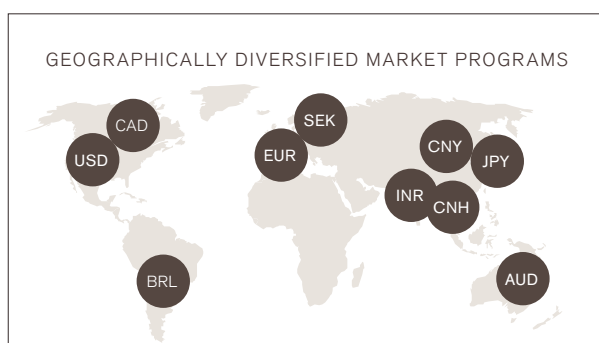 GEOGRAPHICALLY DIVERSIFIED MARKET PROGRAMS
CAD
SEK
USD
EUR
CNY
JPY
INR
CNH
BRL
AUD